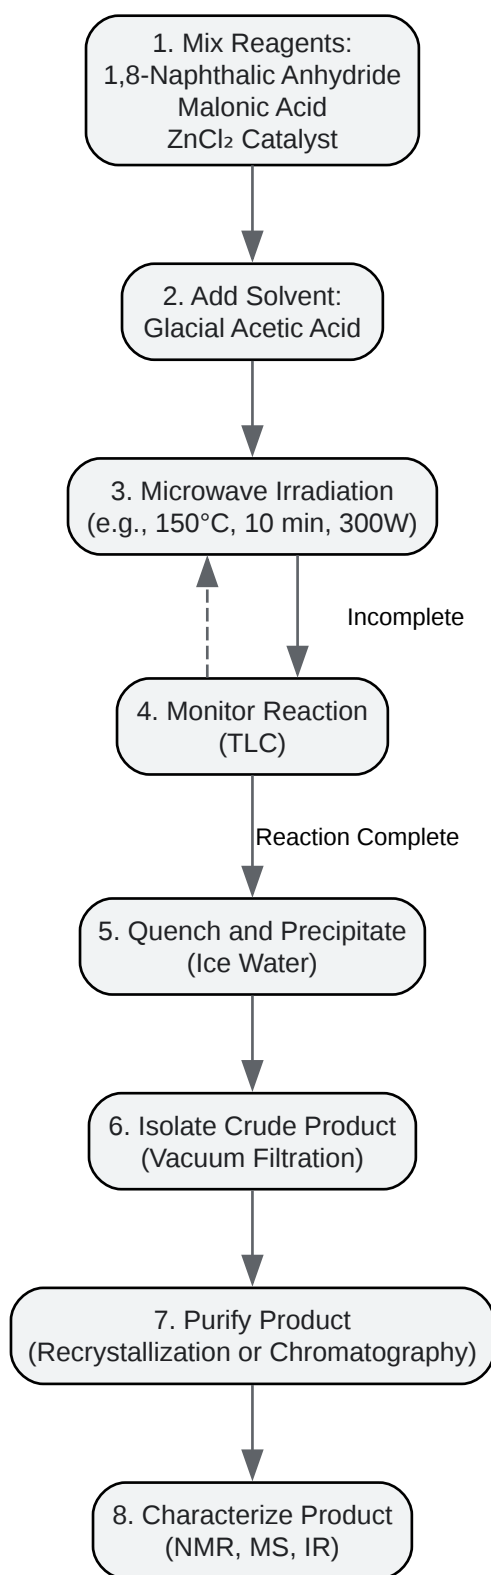 1. Mix Reagents:
1,8-Naphthalic Anhydride
Malonic Acid
ZnCl₂ Catalyst
2. Add Solvent:
Glacial Acetic Acid
3. Microwave Irradiation
(e.g., 150°C, 10 min, 300W)
Incomplete
4. Monitor Reaction
(TLC)
Reaction Complete
5. Quench and Precipitate
(Ice Water)
6. Isolate Crude Product
(Vacuum Filtration)
7. Purify Product
(Recrystallization or Chromatography)
8. Characterize Product
(NMR, MS, IR)